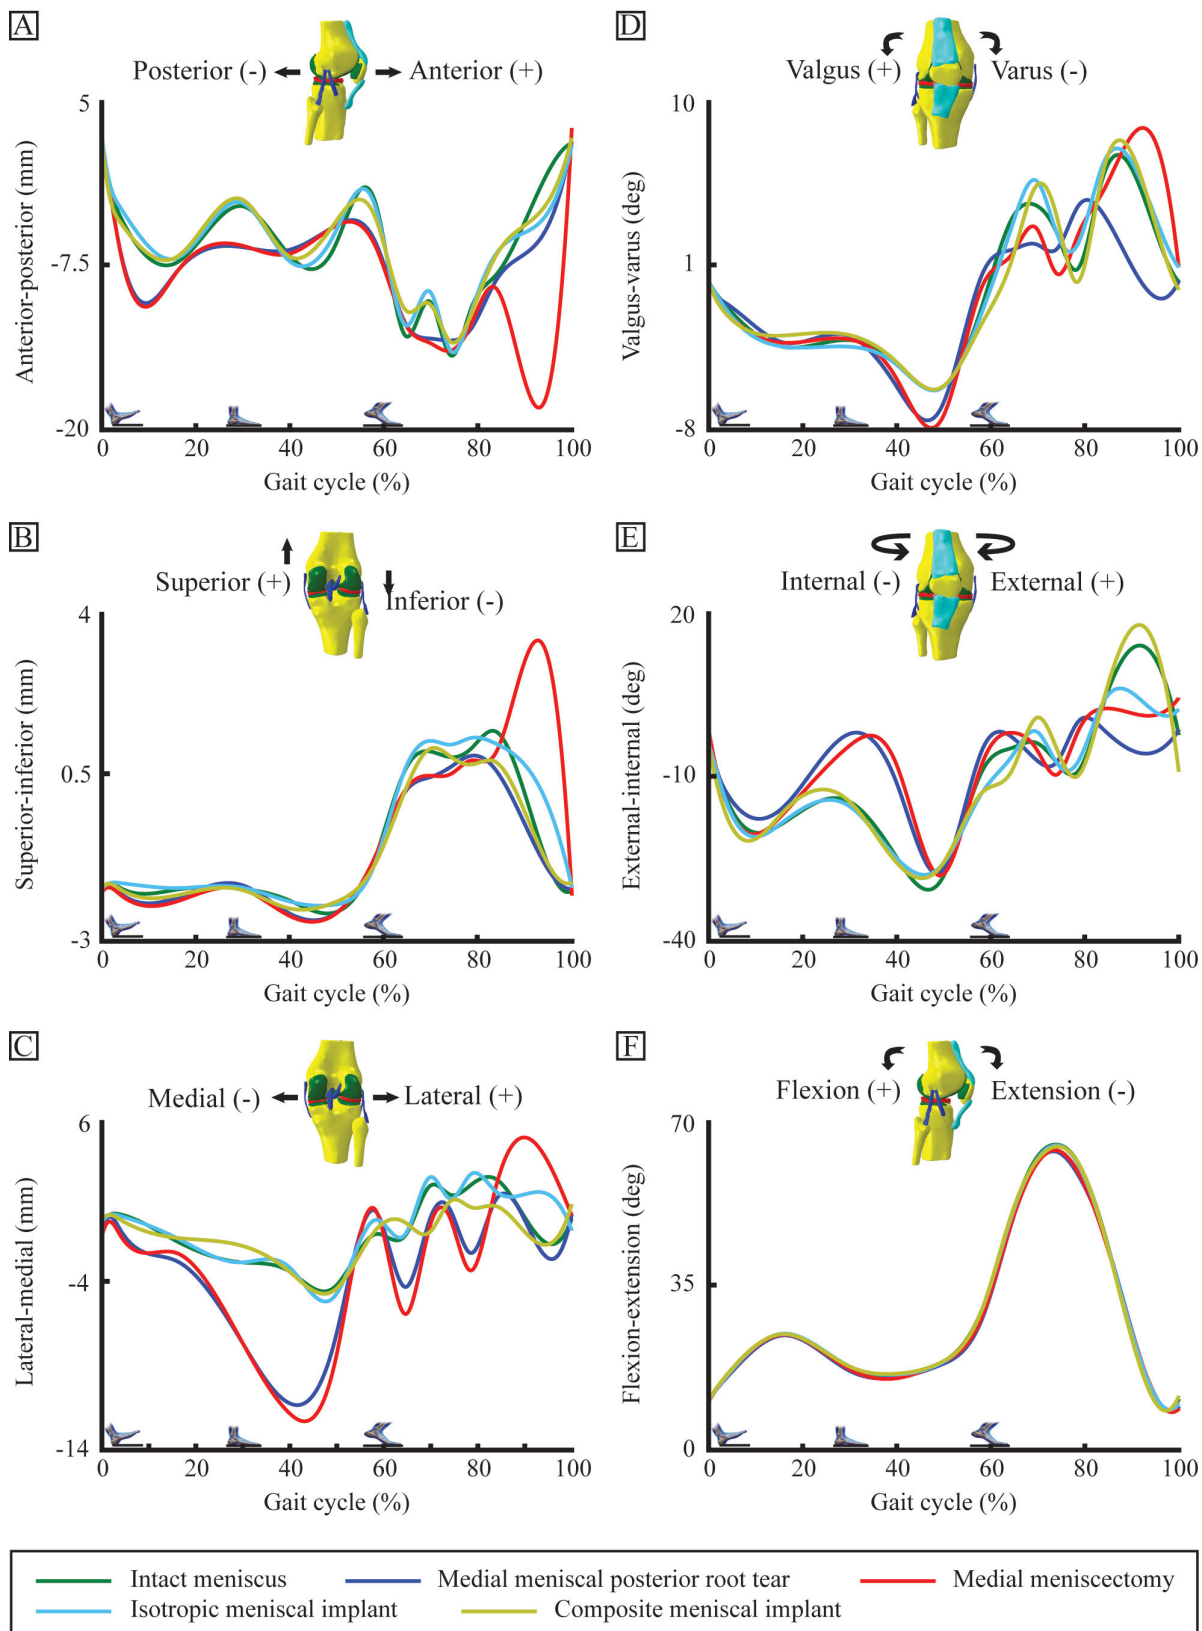 A
Posterior (-)
Anterior (+)
Anterior-posterior (mm)
5
-7.5
-20
0 20 40 60 80 100
Gait cycle (%)
B
Superior (+)
Inferior (-)
Superior-inferior (mm)
4
0.5
-3
0 20 40 60 80 100
Gait cycle (%)
C
Medial (-)
Lateral (+)
Lateral-medial (mm)
6
-4
-14
0 20 40 60 80 100
Gait cycle (%)
D
Valgus (+)
Varus (-)
Valgus-varus (deg)
10
1
-8
0 20 40 60 80 100
Gait cycle (%)
E
Internal (-)
External (+)
External-internal (deg)
20
-10
-40
0 20 40 60 80 100
Gait cycle (%)
F
Flexion (+)
Extension (-)
Flexion-extension (deg)
70
35
0
0 20 40 60 80 100
Gait cycle (%)
Intact meniscus Medial meniscal posterior root tear Medial meniscectomy
Isotropic meniscal implant Composite meniscal implant